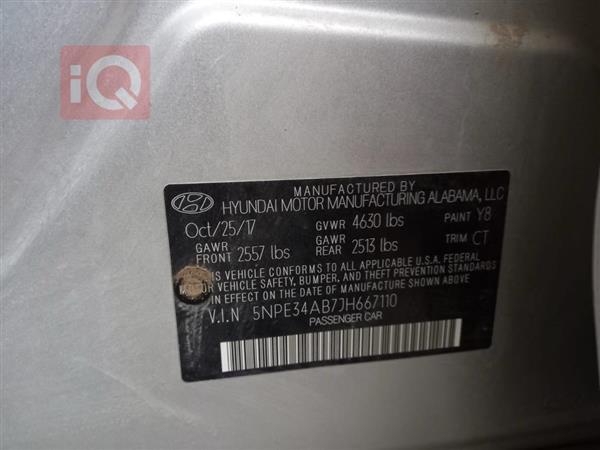 iQ
MANUFACTURED BY
HYUNDAI MOTOR MANUFACTURING ALABAMA, LLC
Oct/25/17 GVWR 4630 lbs PAINT Y8
GAWR FRONT 2557 lbs GAWR REAR 2513 lbs TRIM CT
THIS VEHICLE CONFORMS TO ALL APPLICABLE U.S.A. FEDERAL
MOTOR VEHICLE SAFETY, BUMPER, AND THEFT PREVENTION STANDARDS
IN EFFECT ON THE DATE OF MANUFACTURE SHOWN ABOVE
V.I.N 5NPE34AB7JH667110
PASSENGER CAR